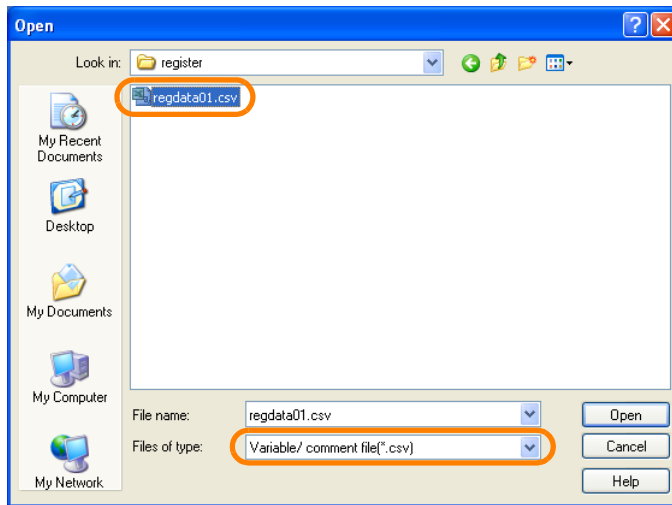 Open
Look in:
register
regdata01.csv
My Recent
Documents
Desktop
My Documents
My Computer
My Network
File name:
regdata01.csv
Open
Files of type:
Variable/ comment file(*.csv)
Cancel
Help